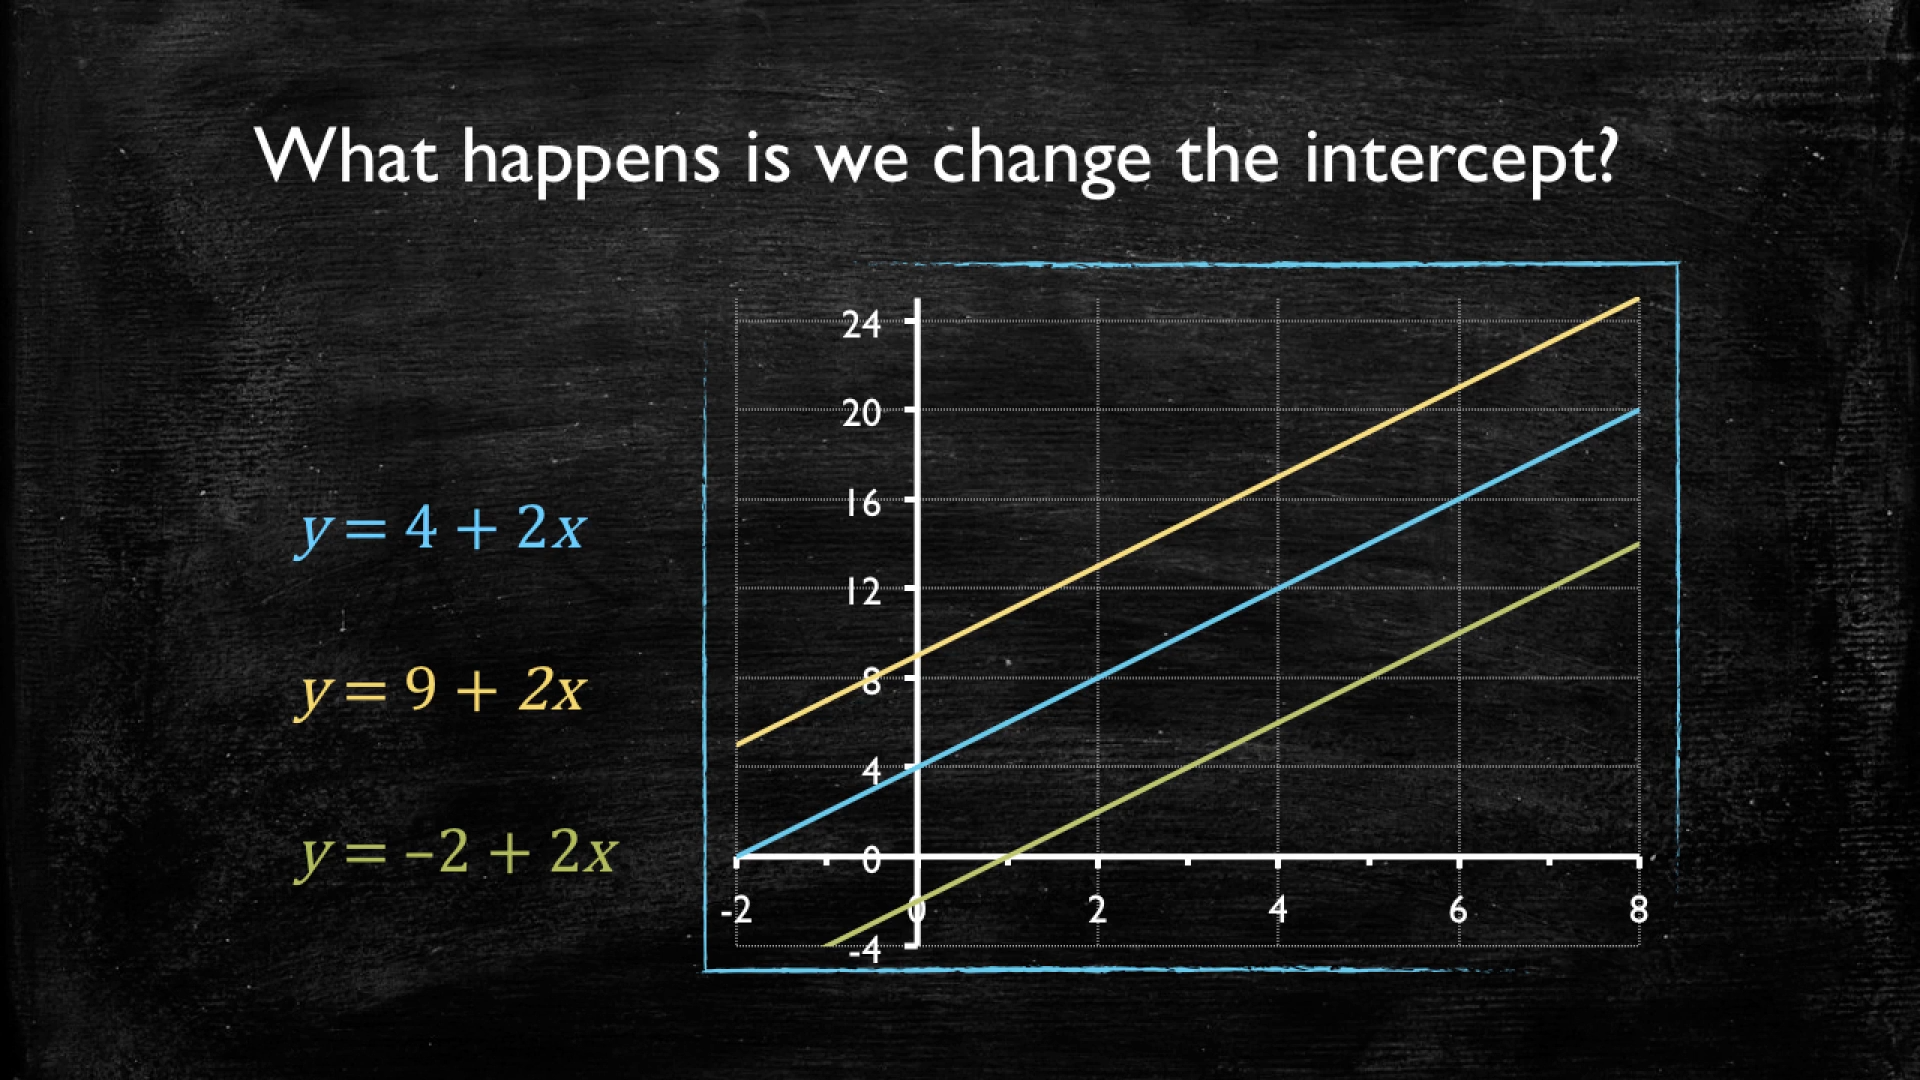 What happens is we change the intercept?
y = 4 + 2x
y = 9 + 2x
y = –2 + 2x
24
20
16
12
8
4
0
-2 0 2 4 6 8
-4